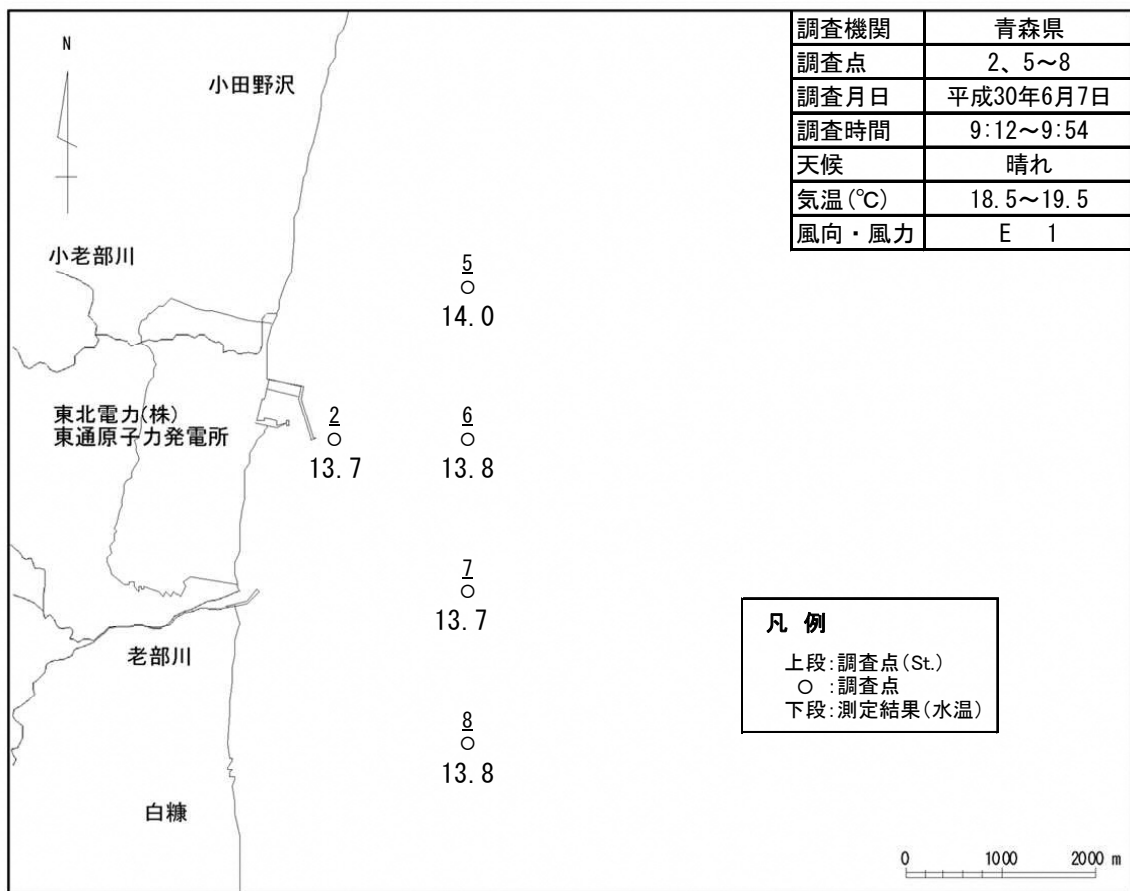 調査機関 青森県
調査点 2、5～8
調査月日 平成30年6月7日
調査時間 9:12～9:54
天候 晴れ
気温(℃) 18.5～19.5
風向・風力 E 1
N
小田野沢
小老部川
5
14.0
東北電力(株)
東通原子力発電所
2
13.7
6
13.8
7
13.7
老部川
8
13.8
白糠
凡 例
上段:調査点(St.)
○ :調査点
下段:測定結果(水温)
0 1000 2000 m